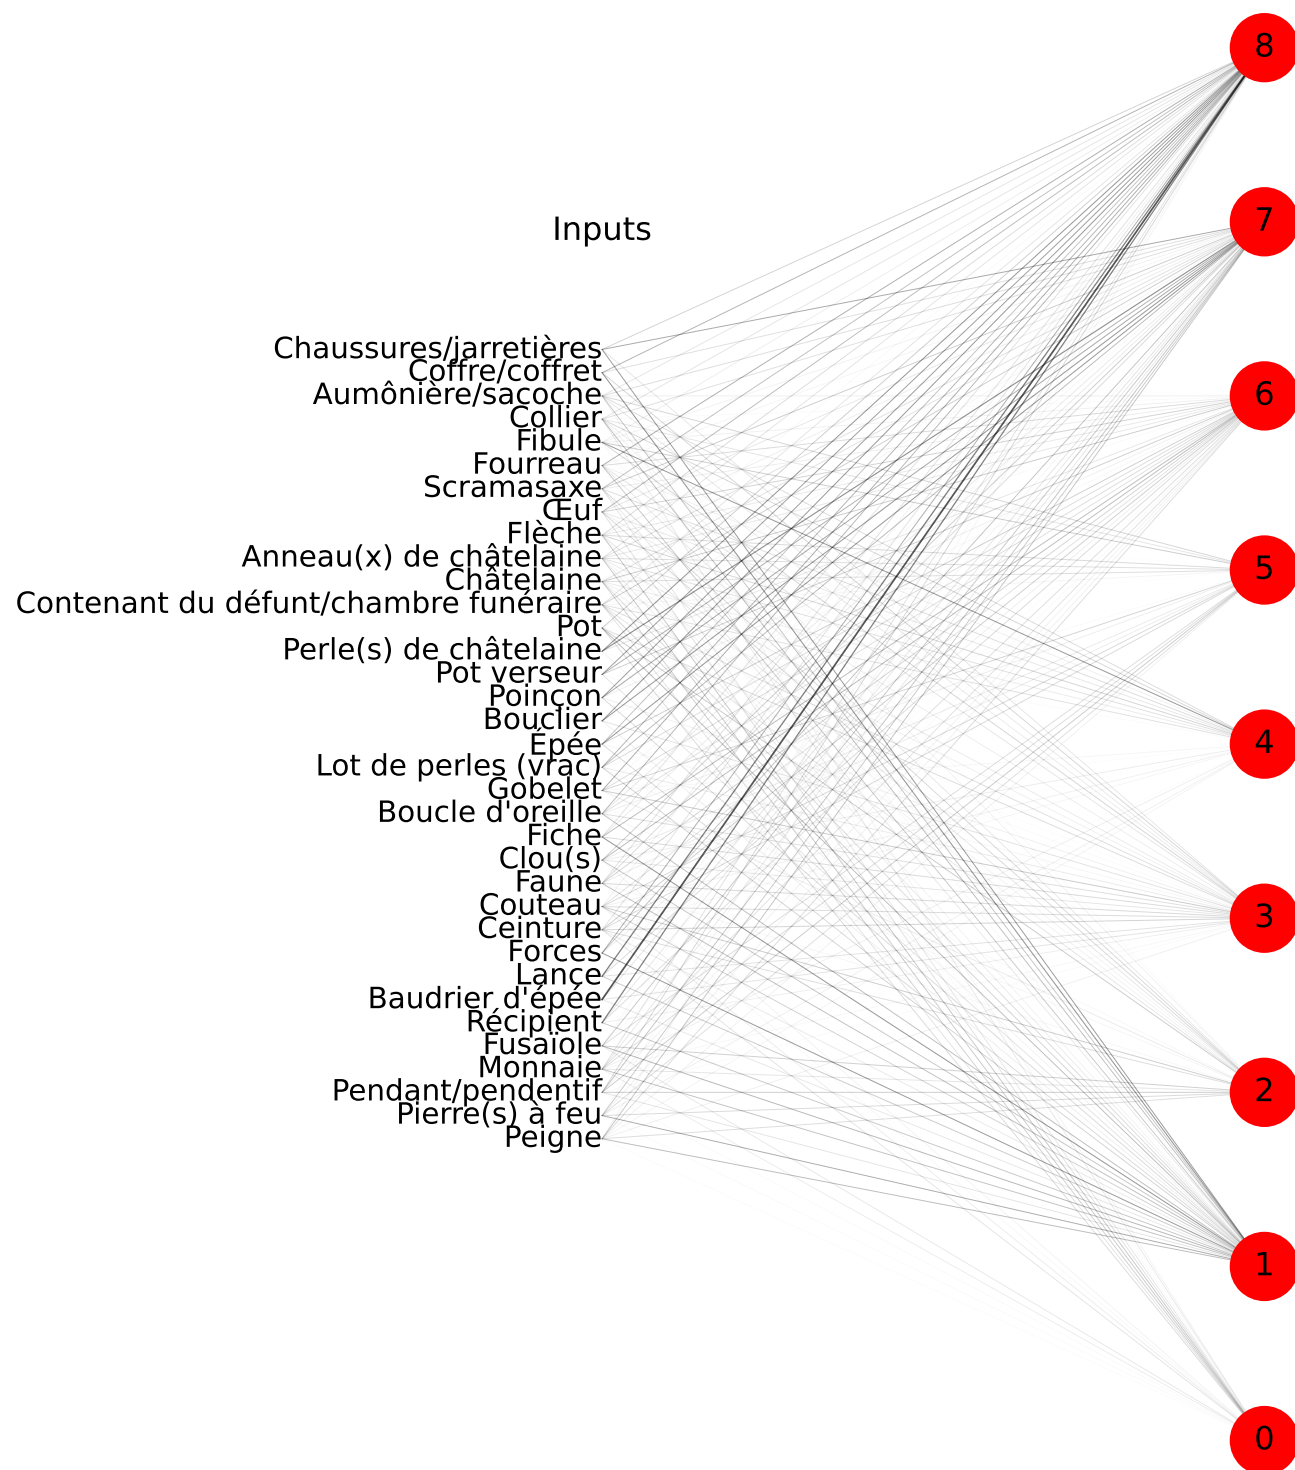 8
7
Inputs
Chaussures/jarretières
Coffre/coffret
Aumônière/sacoche
6
Collier
Fibule
Fourreau
Scramasaxe
Œuf
Flèche
Anneau(x) de châtelaine
5
Châtelaine
Contenant du défunt/chambre funéraire
Pot
Perle(s) de châtelaine
Pot verseur
Poinçon
Bouclier
Épée
4
Lot de perles (vrac)
Gobelet
Boucle d'oreille
Fiche
Clou(s)
Faune
Couteau
3
Ceinture
Forces
Lance
Baudrier d'épée
Récipient
Fusaïole
Monnaie
Pendant/pendentif
2
Pierre(s) à feu
Peigne
1
0